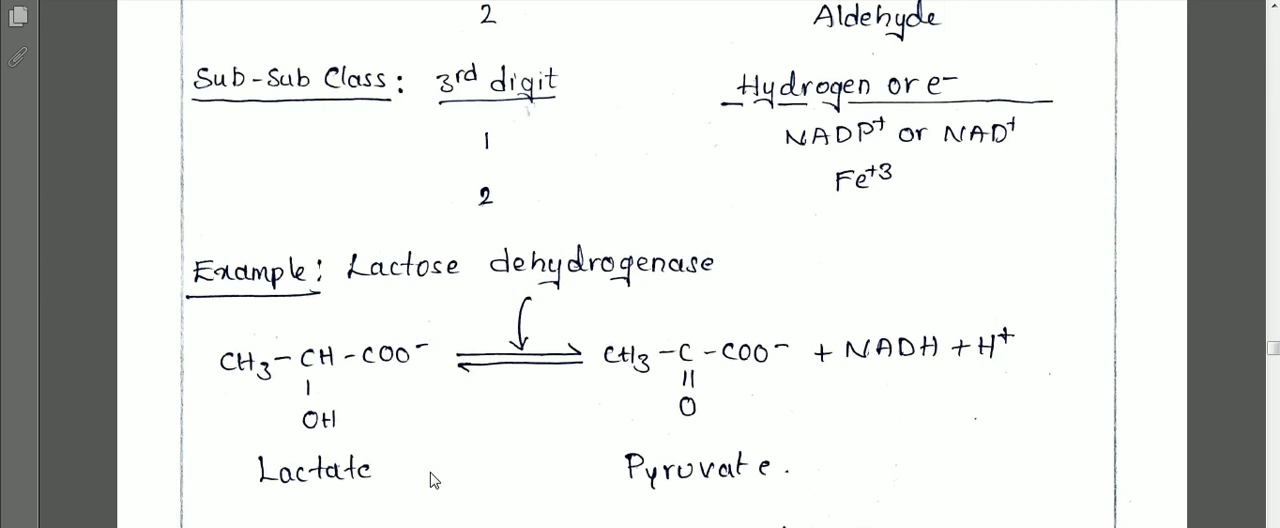 2 Aldehyde
Sub-Sub Class: 3rd digit Hydrogen or e-
1 NADP+ or NAD+
2 Fe+3
Example: Lactose dehydrogenase
CH3-CH-COO- ⇌ CH3-C-COO- + NADH + H+
| ||
OH O
Lactate Pyruvate.